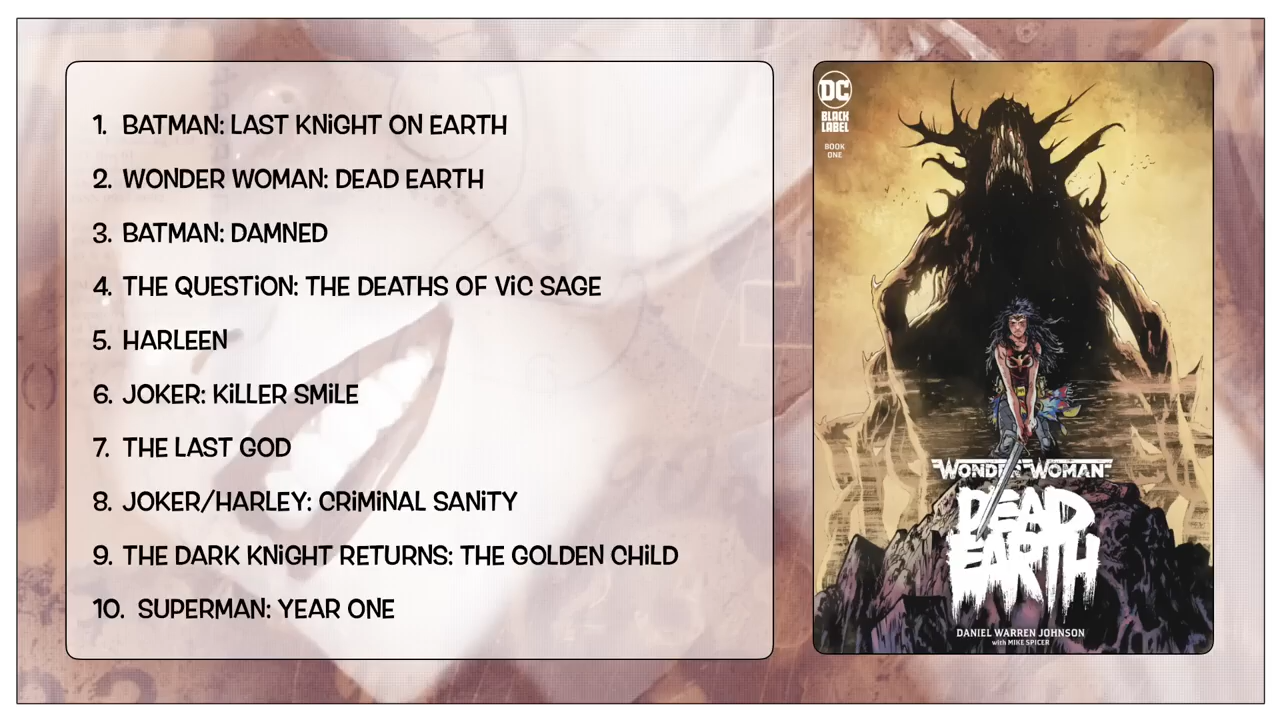 1. BATMAN: LAST KNiGHT ON EARTH
2. WONDER WOMAN: DEAD EARTH
3. BATMAN: DAMNED
4. THE QUESTiON: THE DEATHS OF ViC SAGE
5. HARLEEN
6. JOKER: KiLLER SMiLE
7. THE LAST GOD
8. JOKER/HARLEY: CRiMiNAL SANiTY
9. THE DARK KNiGHT RETURNS: THE GOLDEN CHiLD
10. SUPERMAN: YEAR ONE
DC
BLACK
LABEL
BOOK
ONE
WONDER WOMAN
DEAD
EARTH
DANIEL WARREN JOHNSON
with MIKE SPICER